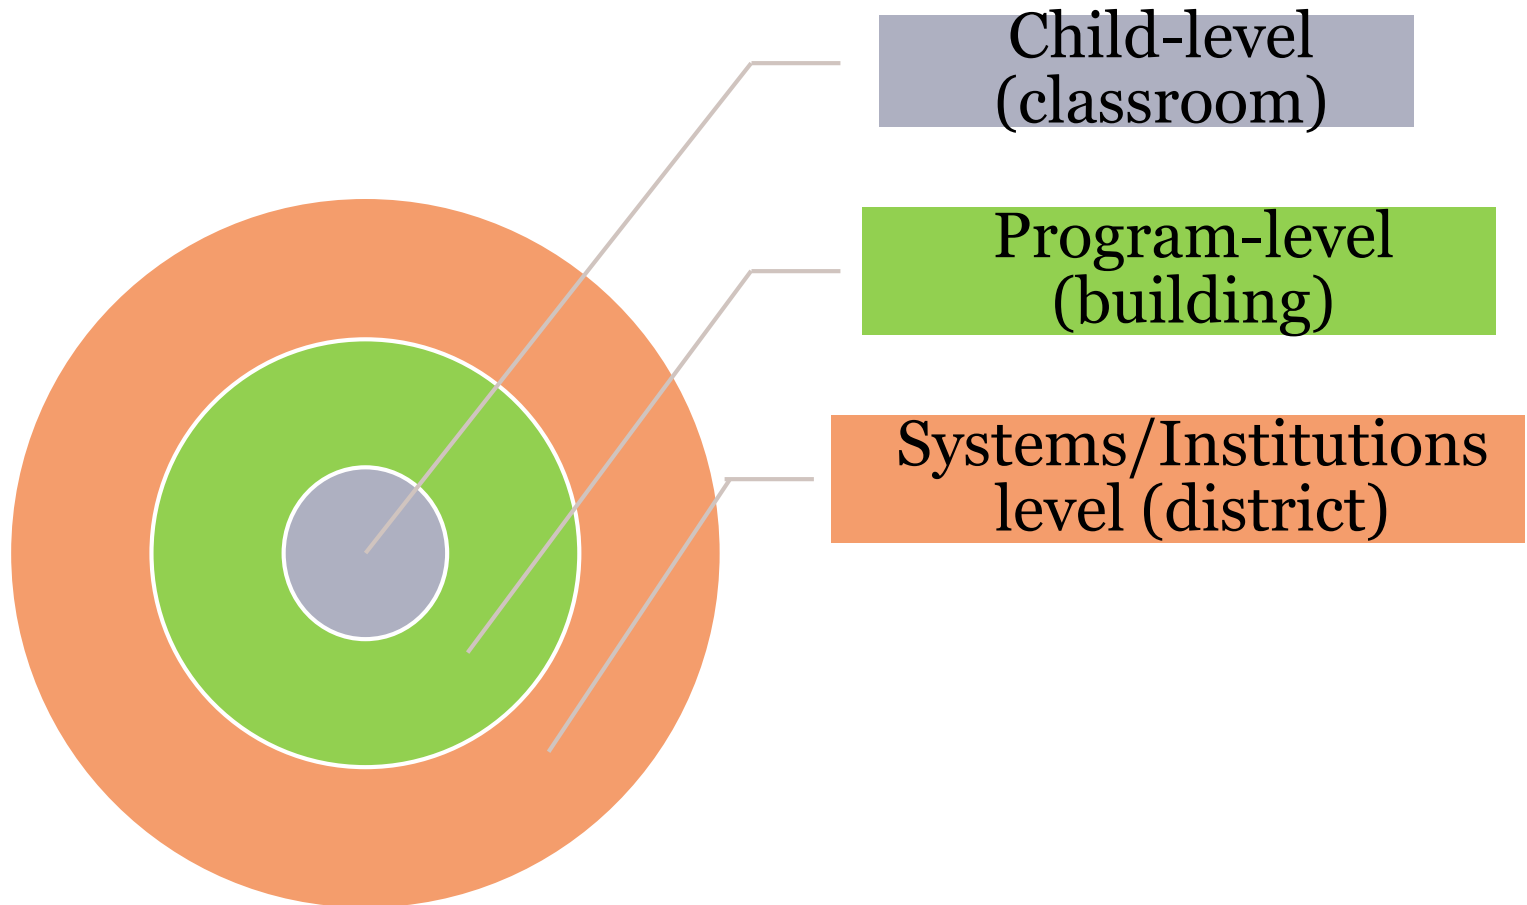 Child-level
(classroom)
Program-level
(building)
Systems/Institutions
level (district)